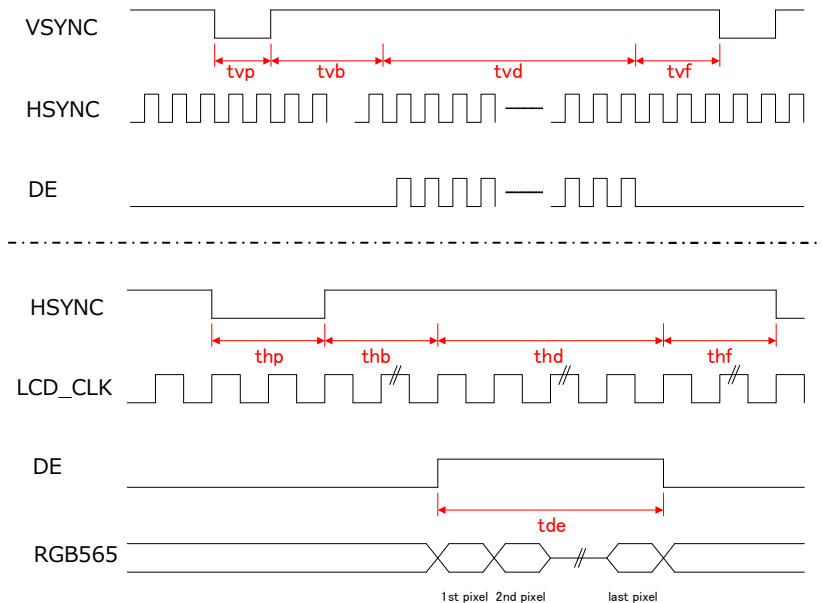 VSYNC
tvp tvb tvd tvf
HSYNC
DE
HSYNC
thp thb thd thf
LCD_CLK
DE
tde
RGB565
1st pixel 2nd pixel last pixel